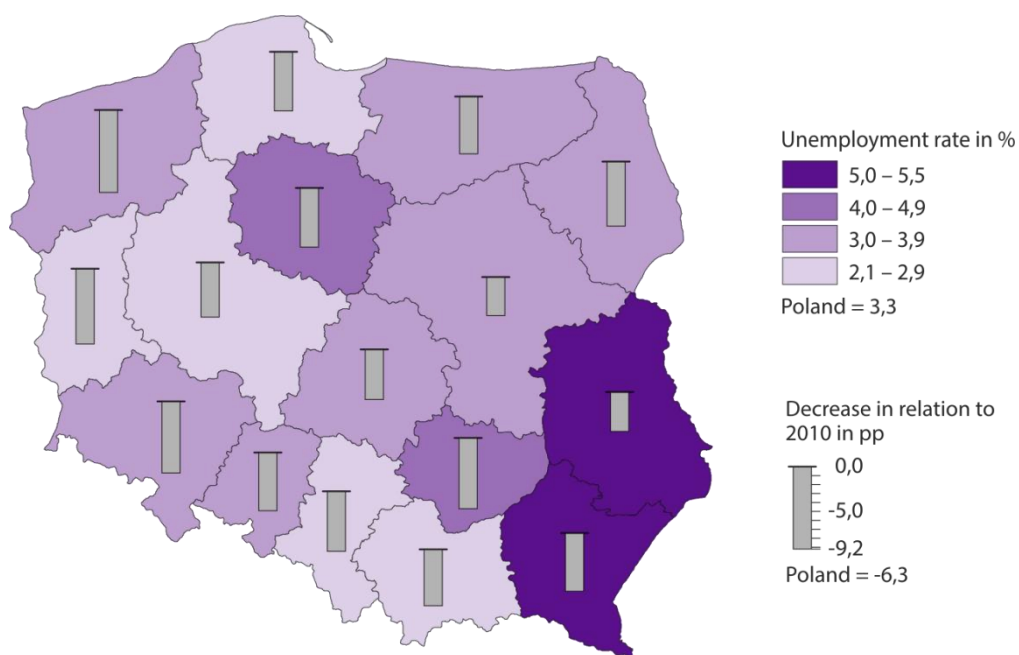 Unemployment rate in %
5,0 – 5,5
4,0 – 4,9
3,0 – 3,9
2,1 – 2,9
Poland = 3,3
Decrease in relation to
2010 in pp
0,0
-5,0
-9,2
Poland = -6,3